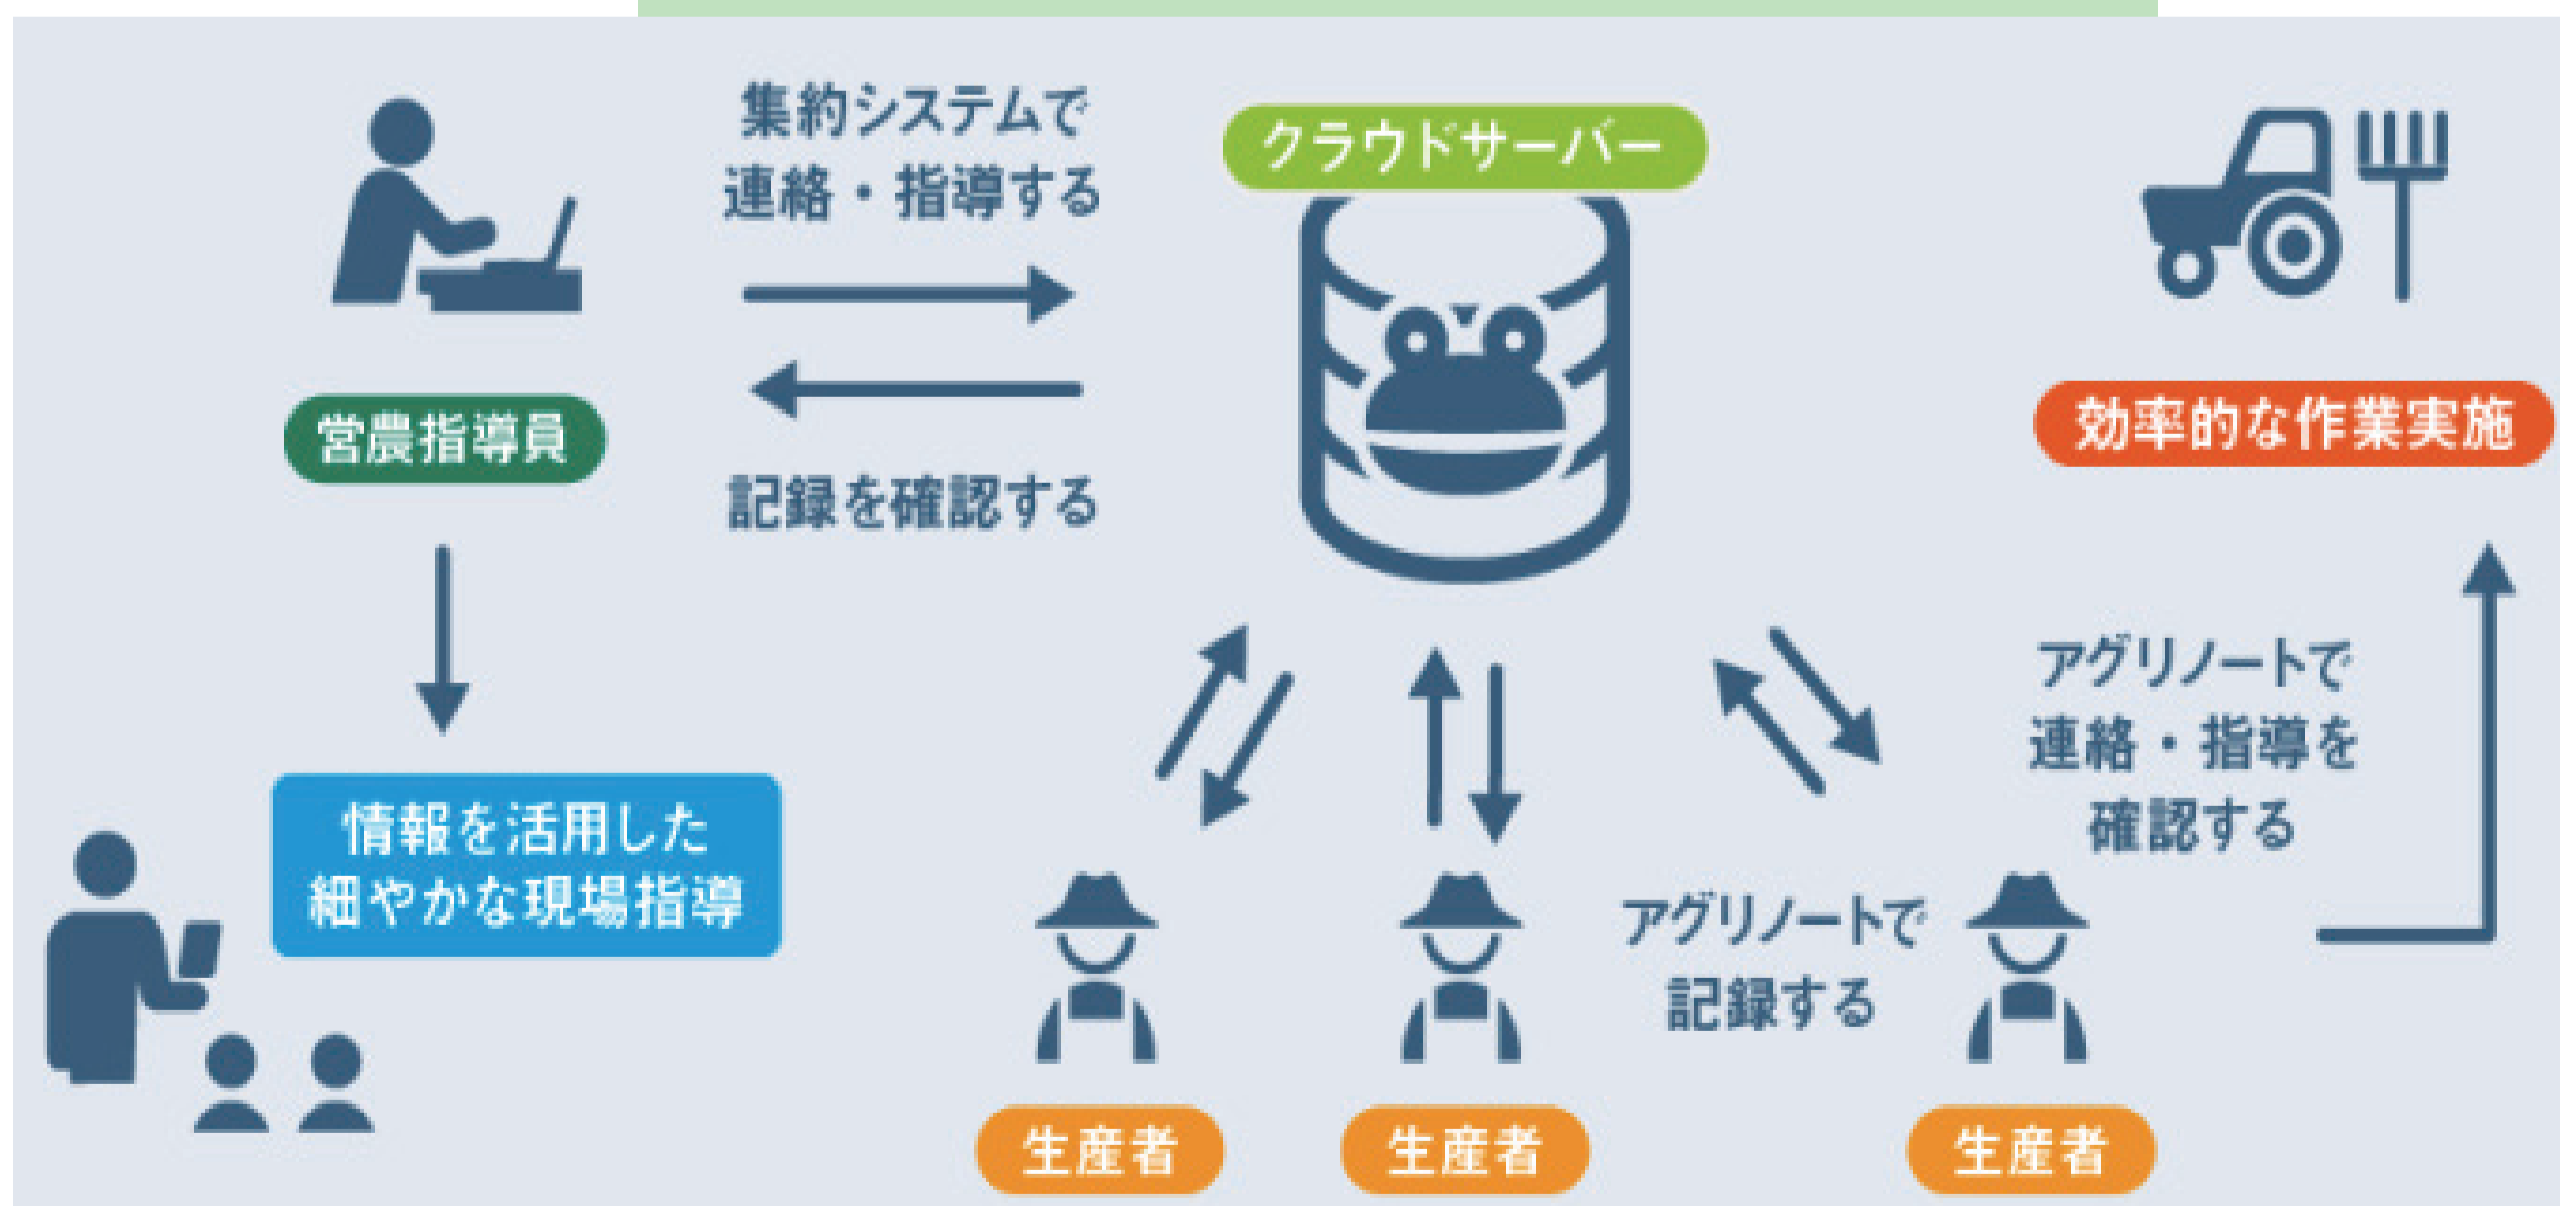 集約システムで
連絡・指導する
クラウドサーバー
営農指導員
記録を確認する
効率的な作業実施
情報を活用した
細やかな現場指導
アグリノートで
連絡・指導を
確認する
アグリノートで
記録する
生産者
生産者
生産者